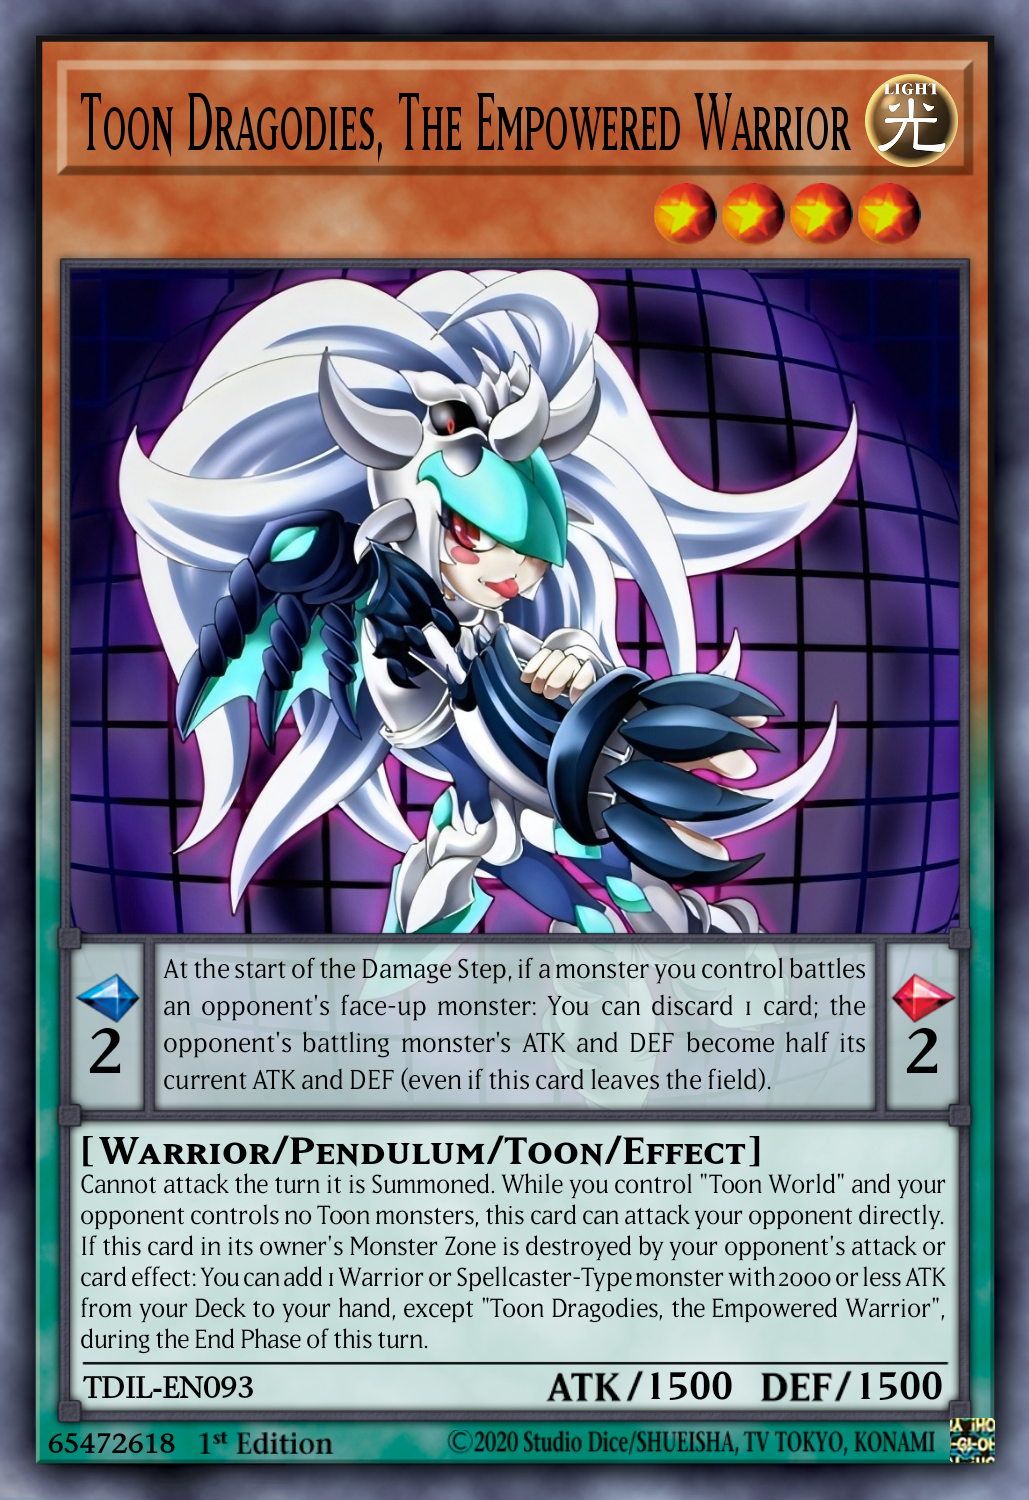 Toon Dragodies, The Empowered Warrior
LIGHT
光
At the start of the Damage Step, if a monster you control battles
an opponent's face-up monster: You can discard 1 card; the
opponent's battling monster's ATK and DEF become half its
current ATK and DEF (even if this card leaves the field).
2
2
[Warrior/Pendulum/Toon/Effect]
Cannot attack the turn it is Summoned. While you control "Toon World" and your
opponent controls no Toon monsters, this card can attack your opponent directly.
If this card in its owner's Monster Zone is destroyed by your opponent's attack or
card effect: You can add 1 Warrior or Spellcaster-Type monster with 2000 or less ATK
from your Deck to your hand, except "Toon Dragodies, the Empowered Warrior",
during the End Phase of this turn.
TDIL-EN093 ATK/1500 DEF/1500
65472618 1st Edition ©2020 Studio Dice/SHUEISHA, TV TOKYO, KONAMI